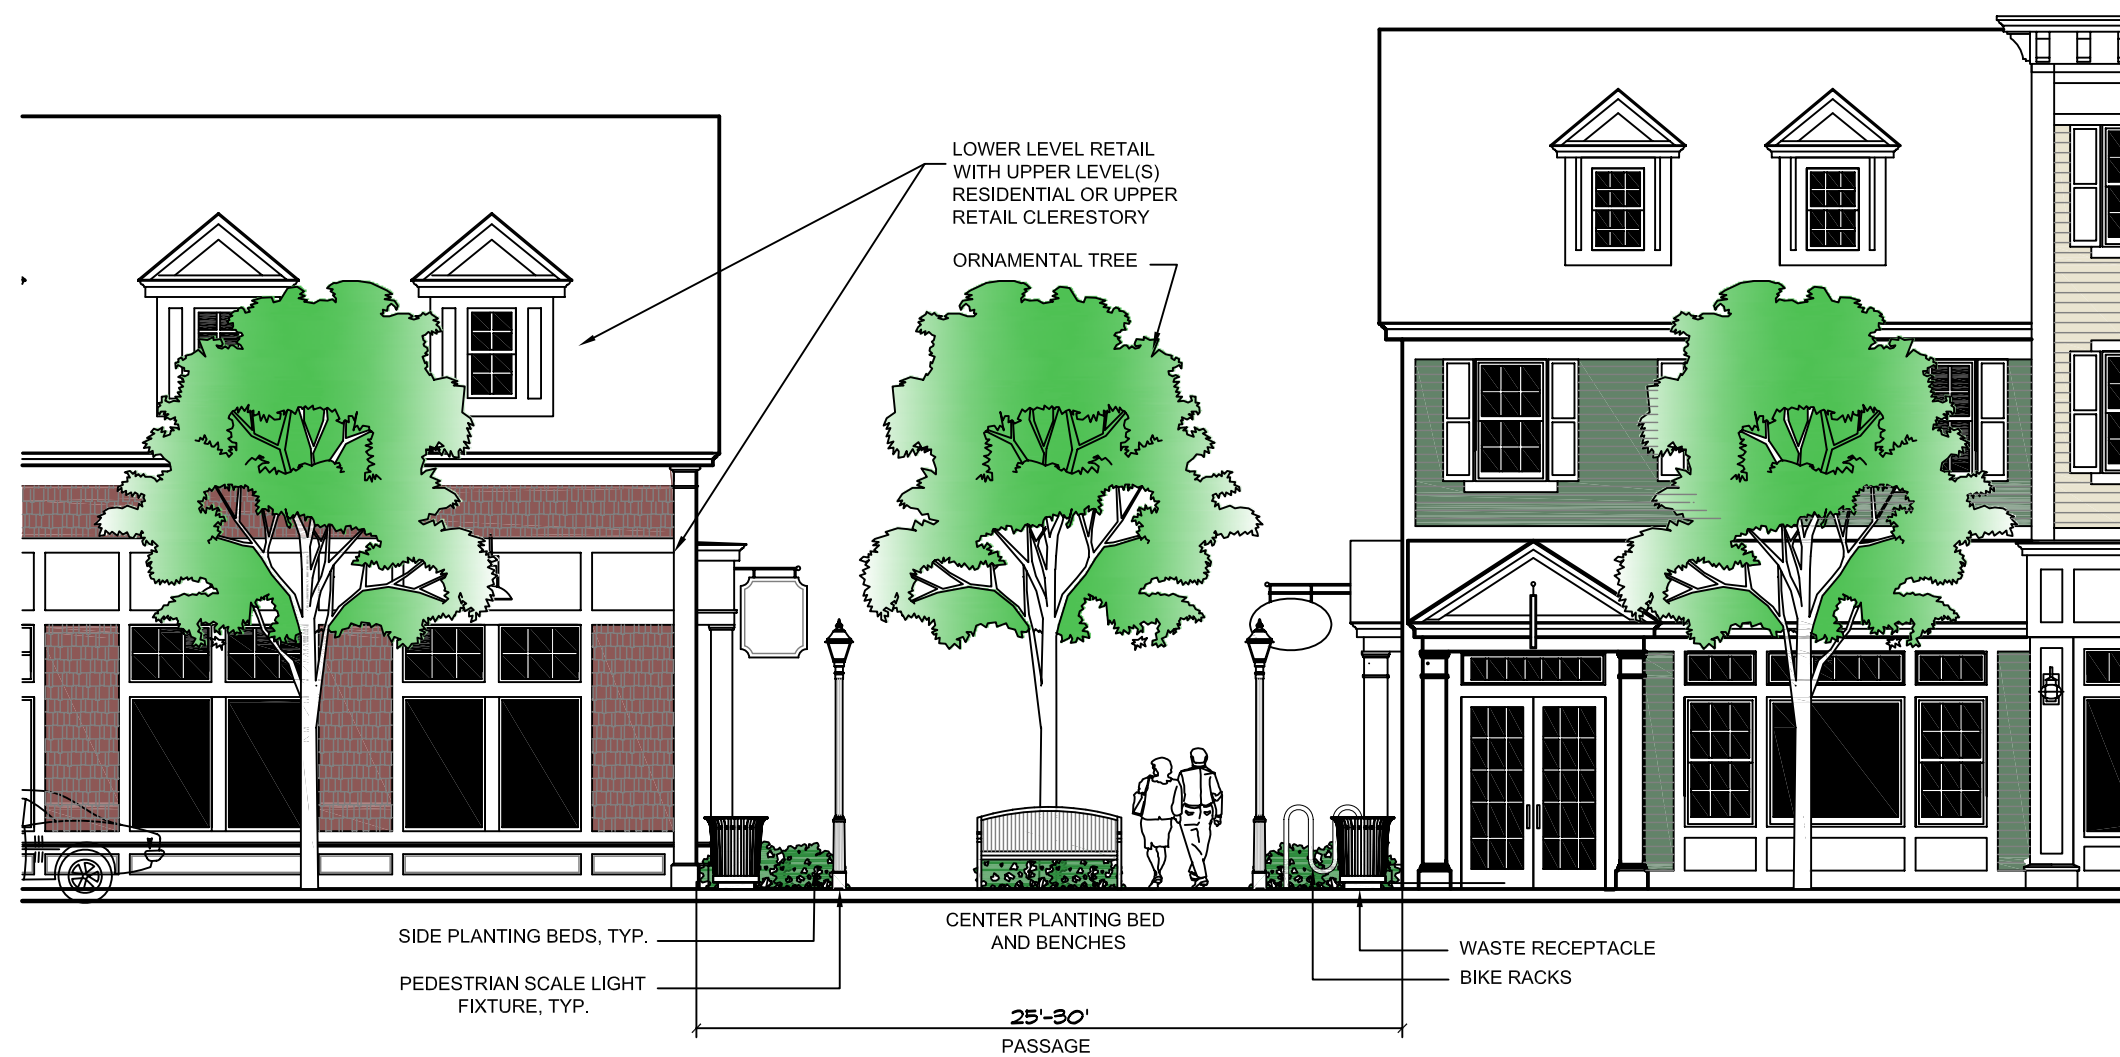 LOWER LEVEL RETAIL
WITH UPPER LEVEL(S)
RESIDENTIAL OR UPPER
RETAIL CLERESTORY
ORNAMENTAL TREE
CENTER PLANTING BED
AND BENCHES
SIDE PLANTING BEDS, TYP.
PEDESTRIAN SCALE LIGHT
FIXTURE, TYP.
WASTE RECEPTACLE
BIKE RACKS
25'-30'
PASSAGE